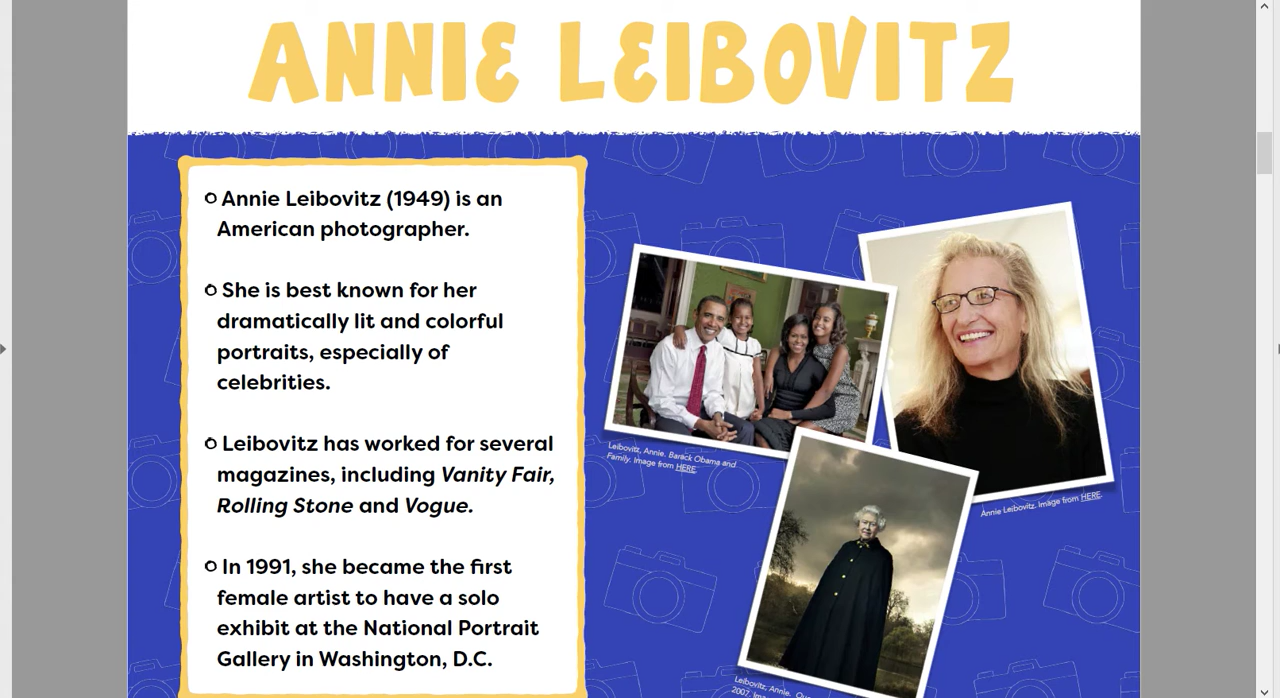 ANNIE LEIBOVITZ
Annie Leibovitz (1949) is an
American photographer.
She is best known for her
dramatically lit and colorful
portraits, especially of
celebrities.
Leibovitz has worked for several
magazines, including Vanity Fair,
Rolling Stone and Vogue.
In 1991, she became the first
female artist to have a solo
exhibit at the National Portrait
Gallery in Washington, D.C.
Leibovitz, Annie. Barack Obama and
Family. Image from HERE.
Annie Leibovitz. Image from HERE.
Leibovitz, Annie.
2007.